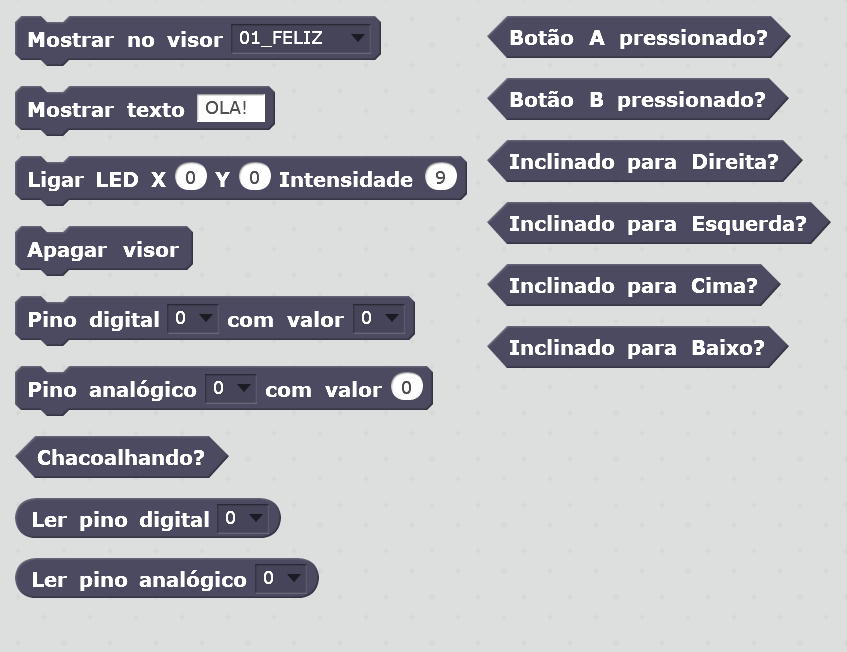 Mostrar no visor 01_FELIZ
Mostrar texto OLA!
Ligar LED X 0 Y 0 Intensidade 9
Apagar visor
Pino digital 0 com valor 0
Pino analógico 0 com valor 0
Chacoalhando?
Ler pino digital 0
Ler pino analógico 0
Botão A pressionado?
Botão B pressionado?
Inclinado para Direita?
Inclinado para Esquerda?
Inclinado para Cima?
Inclinado para Baixo?